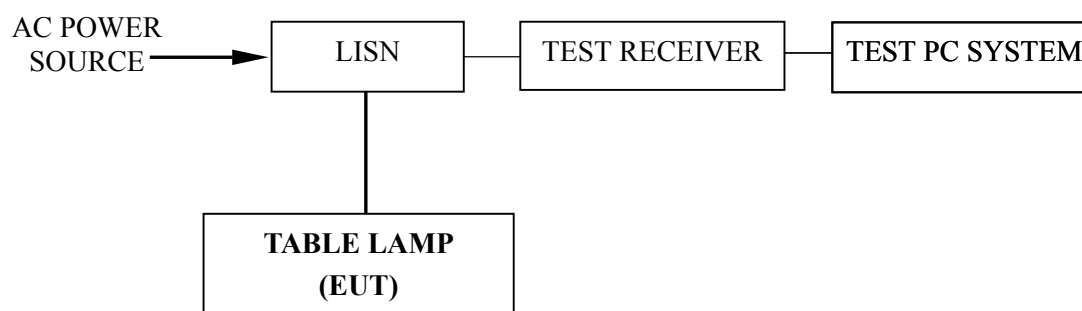 AC POWER
SOURCE
LISN
TEST RECEIVER
TEST PC SYSTEM
TABLE LAMP
(EUT)